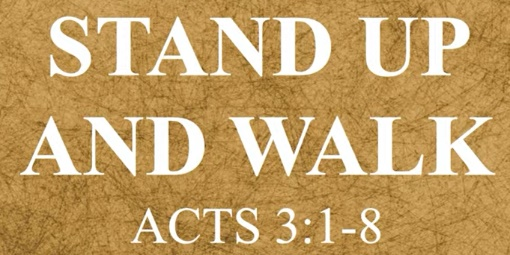 STAND UP
AND WALK
ACTS 3:1-8